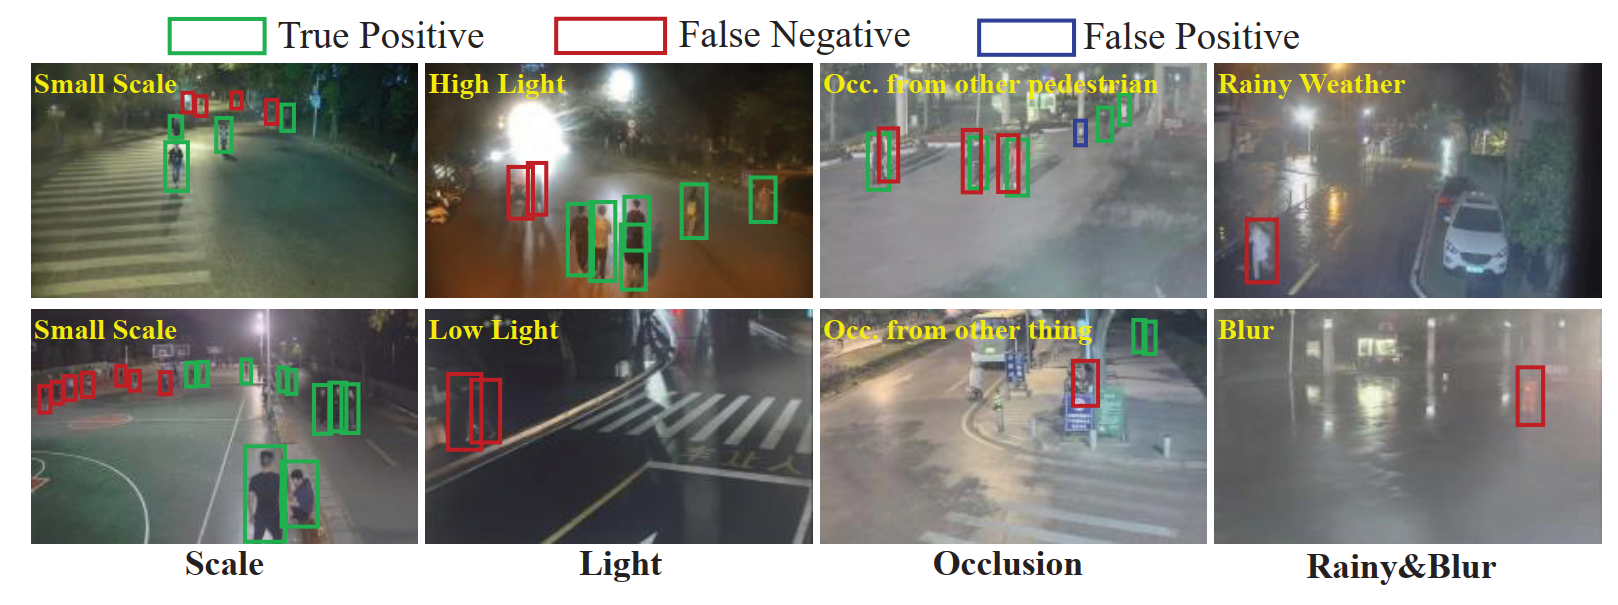 True Positive
False Negative
False Positive
Small Scale
High Light
Occ. from other pedestrian
Rainy Weather
Small Scale
Low Light
Occ. from other thing
Blur
Scale
Light
Occlusion
Rainy&Blur